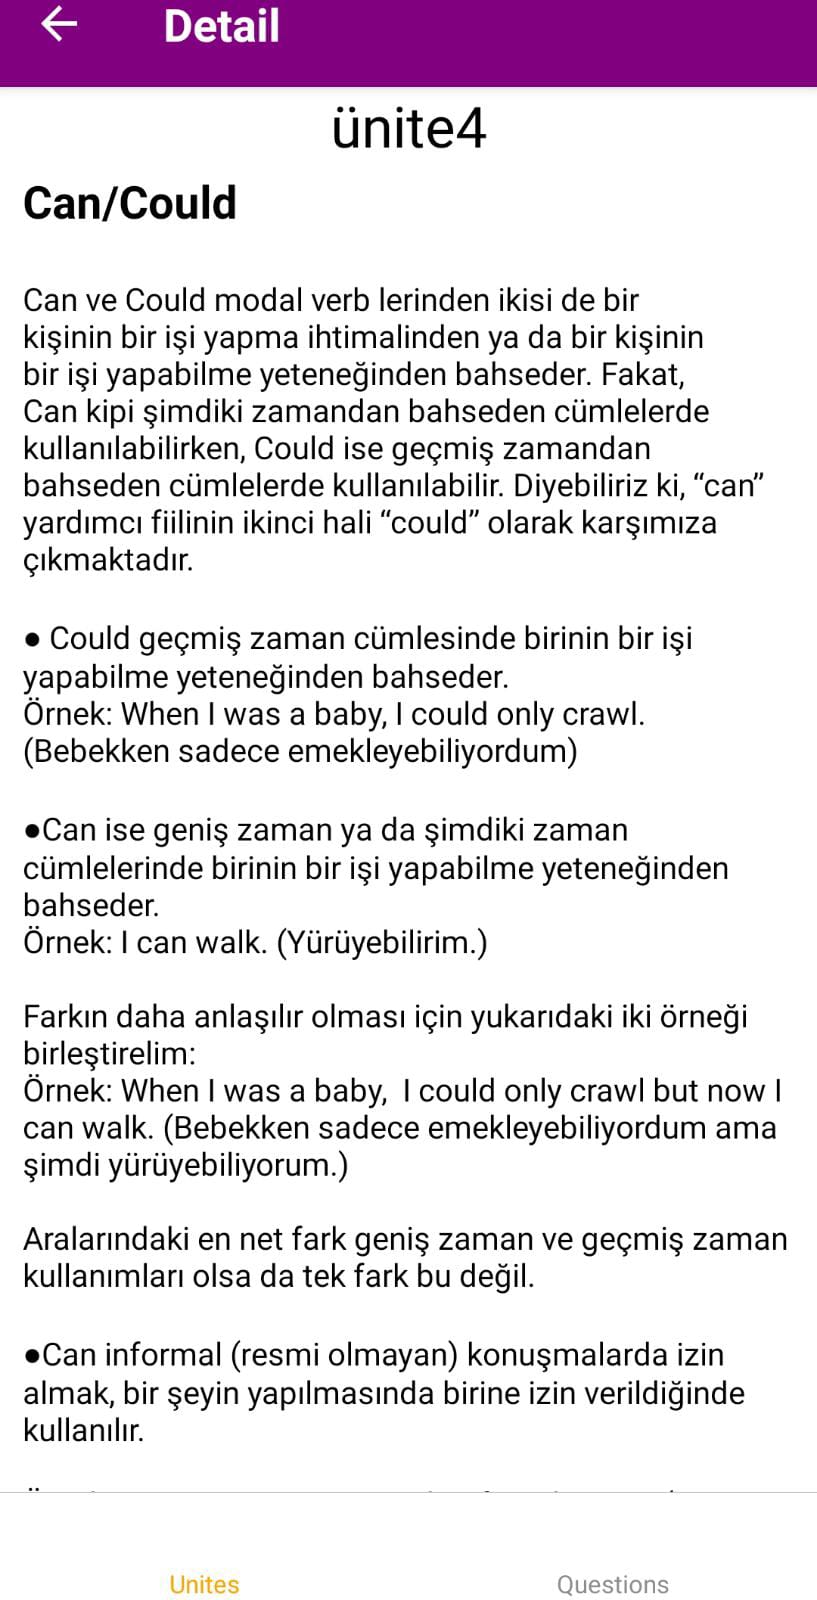 Detail
ünite4
Can/Could
Can ve Could modal verb lerinden ikisi de bir
kişinin bir işi yapma ihtimalinden ya da bir kişinin
bir işi yapabilme yeteneğinden bahseder. Fakat,
Can kipi şimdiki zamandan bahseden cümlelerde
kullanılabilirken, Could ise geçmiş zamandan
bahseden cümlelerde kullanılabilir. Diyebiliriz ki, “can”
yardımcı fiilinin ikinci hali “could” olarak karşımıza
çıkmaktadır.
● Could geçmiş zaman cümlesinde birinin bir işi
yapabilme yeteneğinden bahseder.
Örnek: When I was a baby, I could only crawl.
(Bebekken sadece emekleyebiliyordum)
●Can ise geniş zaman ya da şimdiki zaman
cümlelerinde birinin bir işi yapabilme yeteneğinden
bahseder.
Örnek: I can walk. (Yürüyebilirim.)
Farkın daha anlaşılır olması için yukarıdaki iki örneği
birleştirelim:
Örnek: When I was a baby,  I could only crawl but now I
can walk. (Bebekken sadece emekleyebiliyordum ama
şimdi yürüyebiliyorum.)
Aralarındaki en net fark geniş zaman ve geçmiş zaman
kullanımları olsa da tek fark bu değil.
●Can informal (resmi olmayan) konuşmalarda izin
almak, bir şeyin yapılmasında birine izin verildiğinde
kullanılır.
Unites
Questions